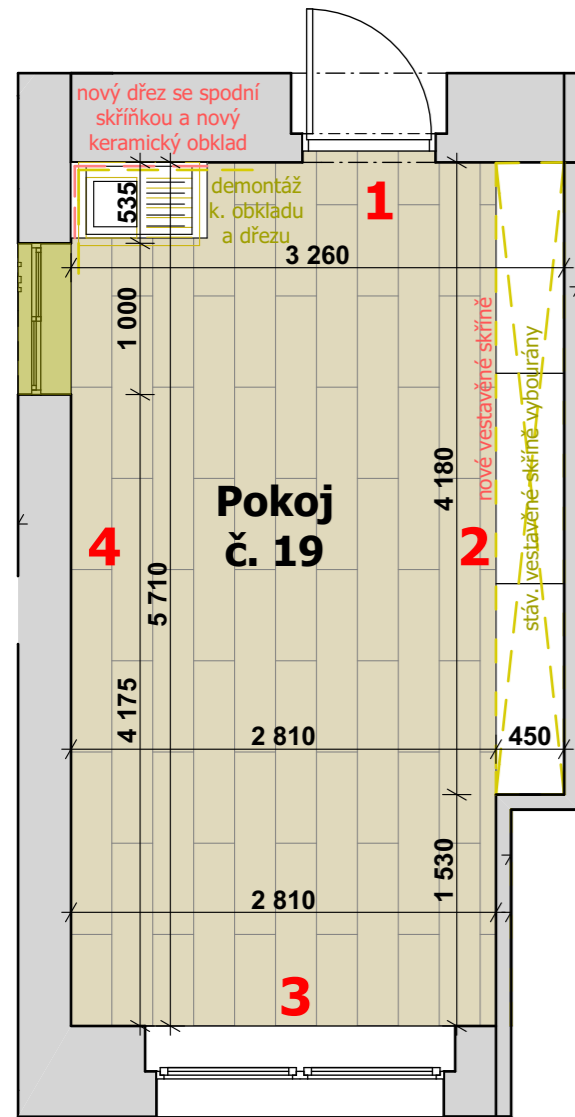 nový dřez se spodní
skříňkou a nový
keramický obklad
demontáž
k. obkladu
a dřezu
1
535
3 260
1 000
nové vestavěné skříně
stáv. vestavěné skříně vybourány
4 180
Pokoj
č. 19
4
2
5 710
4 175
2 810
450
1 530
2 810
3